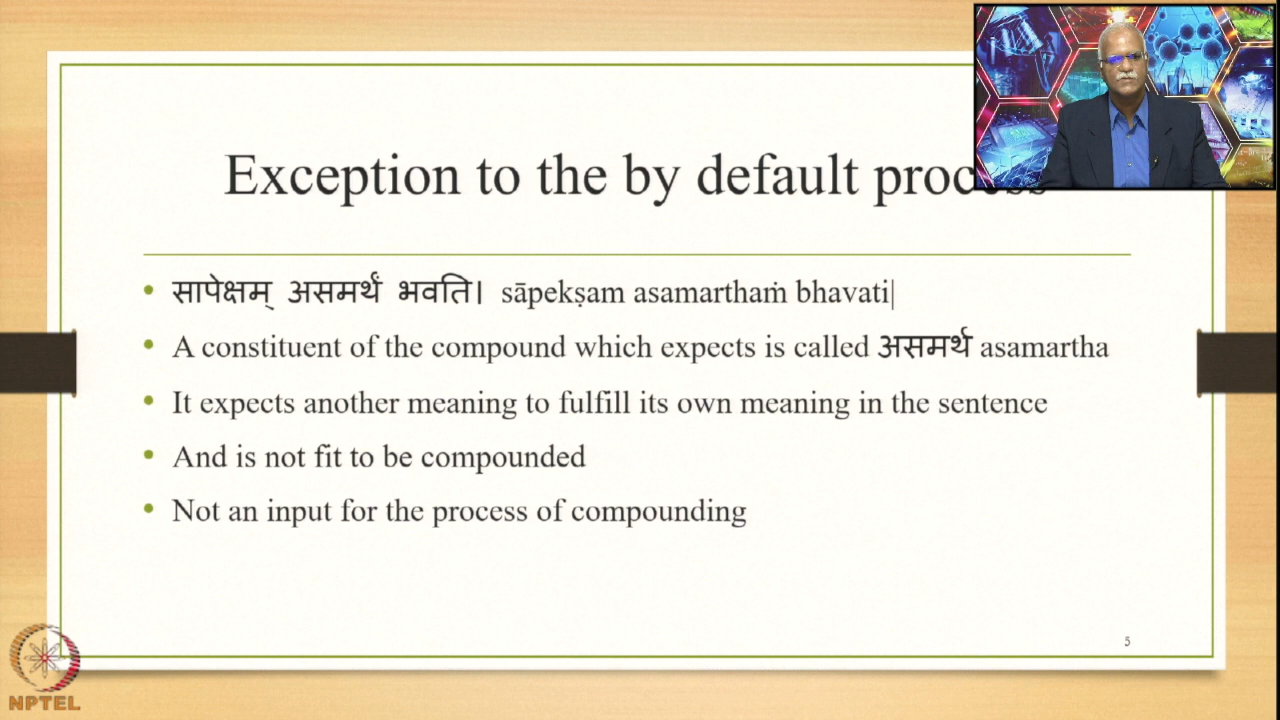 Exception to the by default
• सापेक्षम् असमर्थं भवति। sāpekṣam asamarthaṁ bhavati|
• A constituent of the compound which expects is called असमर्थ asamartha
• It expects another meaning to fulfill its own meaning in the sentence
• And is not fit to be compounded
• Not an input for the process of compounding
5
NPTEL